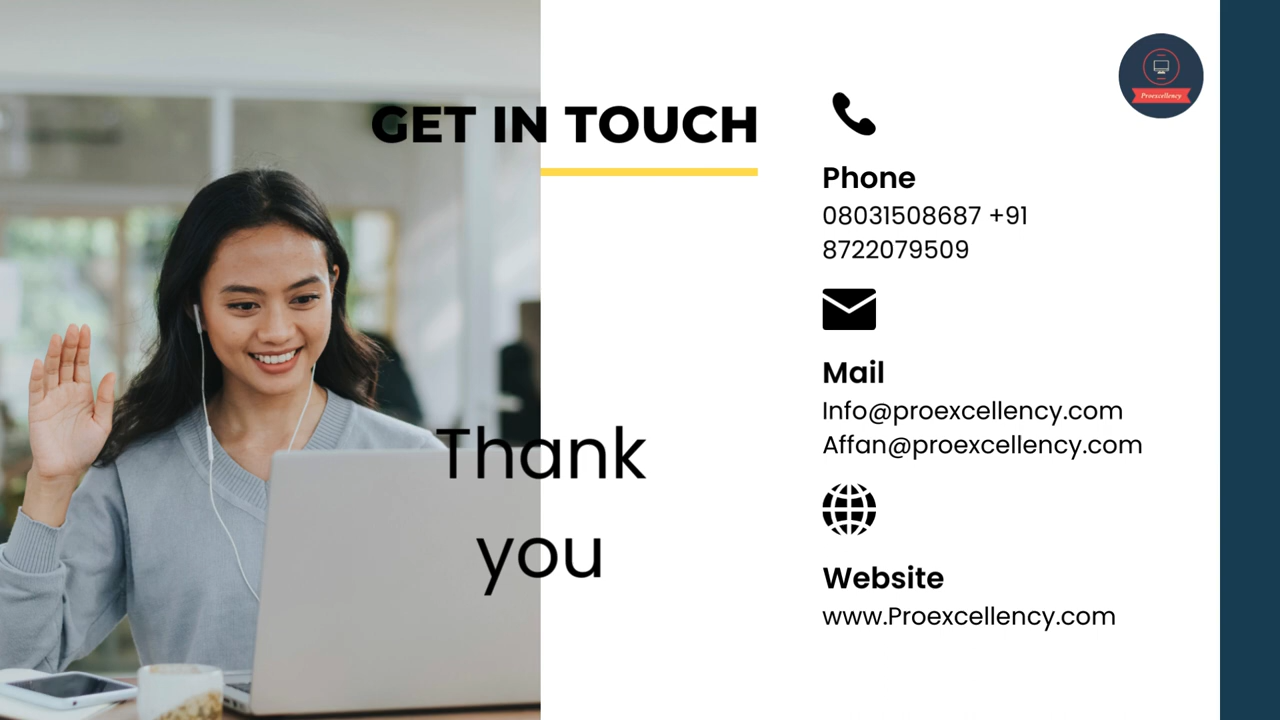 GET IN TOUCH
Thank
you
Proexcellency
Phone
08031508687 +91
8722079509
Mail
Info@proexcellency.com
Affan@proexcellency.com
Website
www.Proexcellency.com